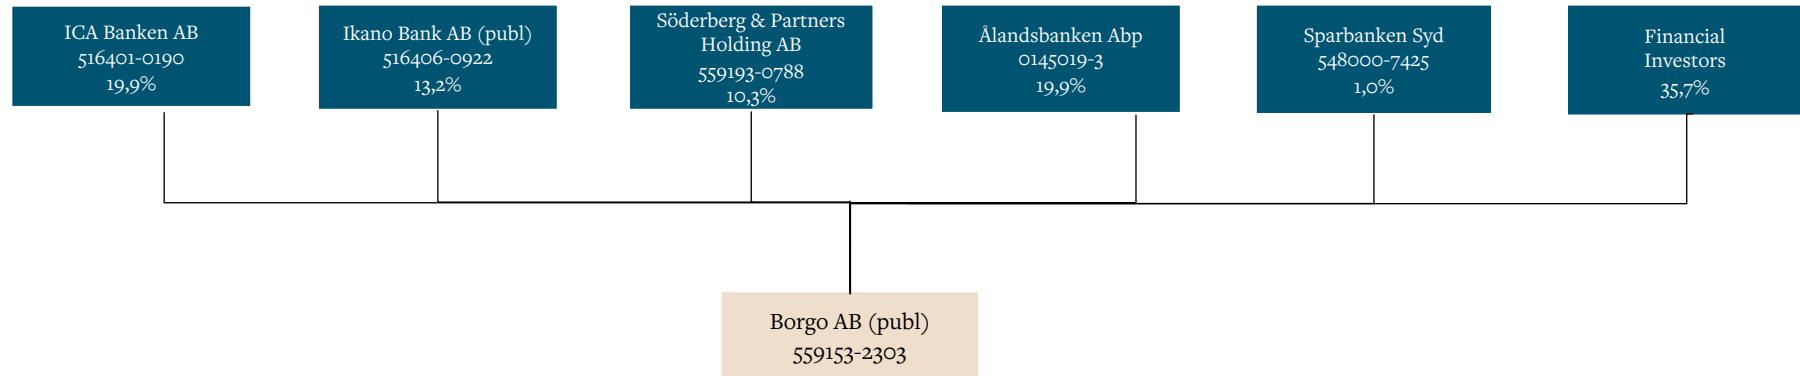 ICA Banken AB
516401-0190
19,9%
Ikano Bank AB (publ)
516406-0922
13,2%
Söderberg & Partners
Holding AB
559193-0788
10,3%
Ålandsbanken Abp
0145019-3
19,9%
Sparbanken Syd
548000-7425
1,0%
Financial
Investors
35,7%
Borgo AB (publ)
559153-2303